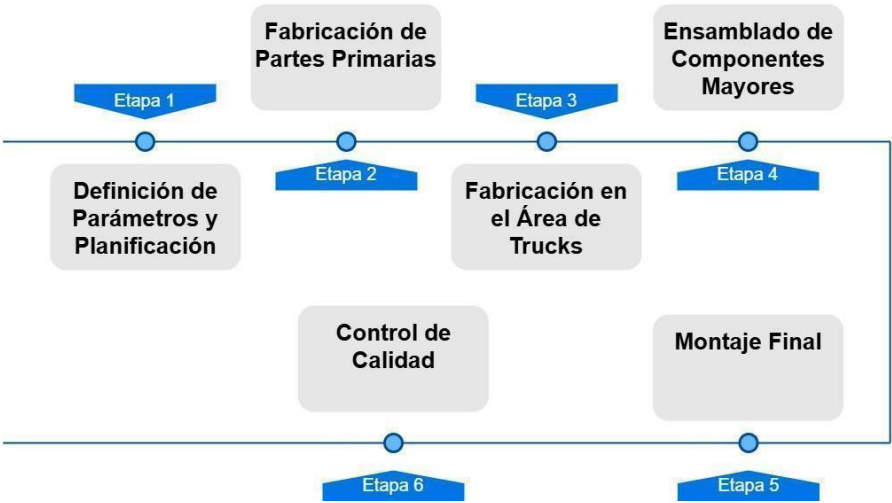 Etapa 1
Definición de
Parámetros y
Planificación
Fabricación de
Partes Primarias
Etapa 2
Etapa 3
Fabricación en
el Área de
Trucks
Ensamblado de
Componentes
Mayores
Etapa 4
Montaje Final
Etapa 5
Control de
Calidad
Etapa 6